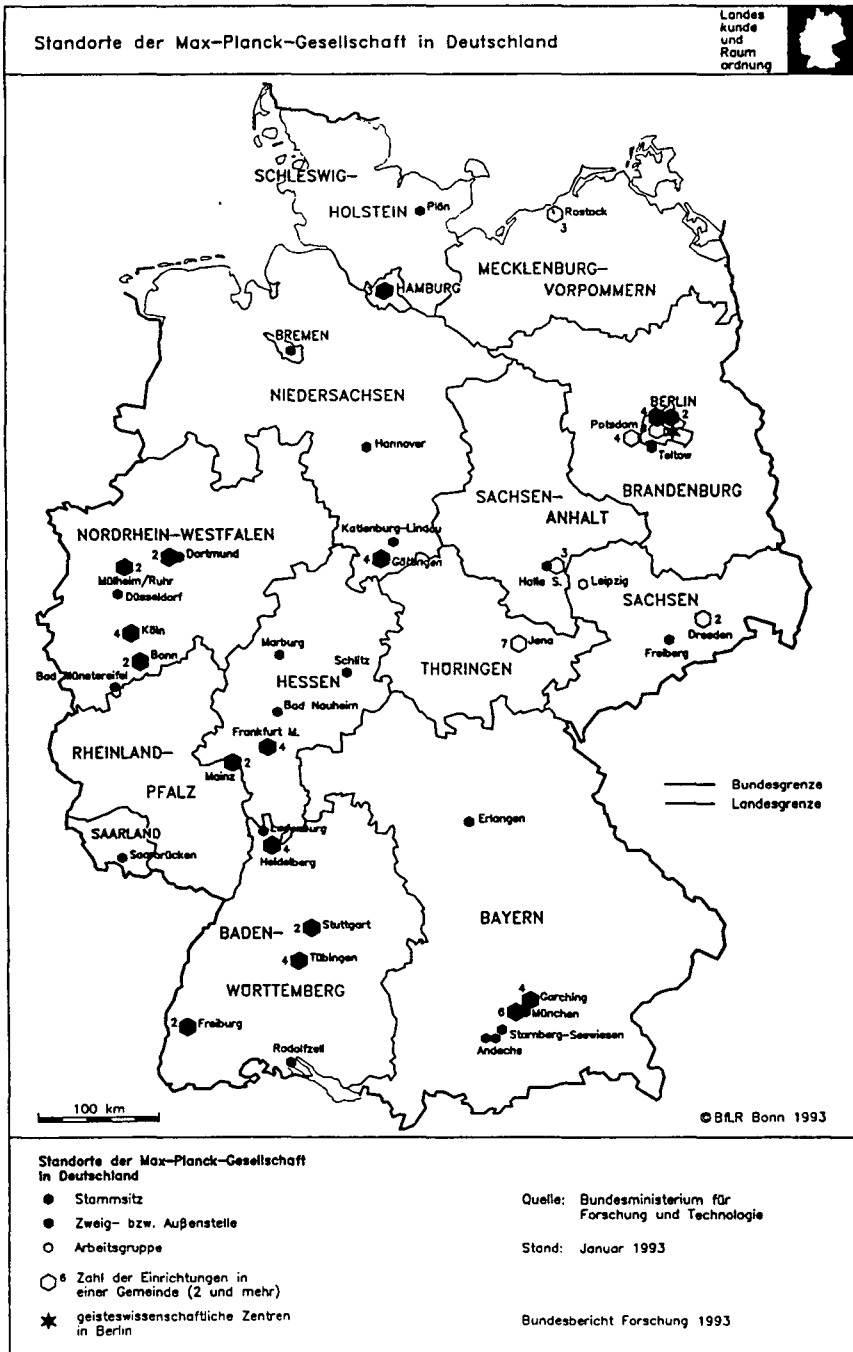 Standorte der Max-Planck-Gesellschaft in Deutschland
Landes
kunde
und
Raum
ordnung
SCHLESWIG-
HOLSTEIN
Plön
Rostock
3
MECKLENBURG-
VORPOMMERN
HAMBURG
BREMEN
NIEDERSACHSEN
BERLIN
4
2
Potsdam
4
Teltow
BRANDENBURG
Hannover
SACHSEN-
ANHALT
NORDRHEIN-WESTFALEN
Katlenburg-Lindau
2
Dortmund
4
Göttingen
2
Mülheim/Ruhr
3
Halle S.
Leipzig
Düsseldorf
SACHSEN
2
Dresden
4
Köln
Freiberg
7
Jena
Marburg
THÜRINGEN
2
Bonn
Schlitz
HESSEN
Bad Münstereifel
Bad Nauheim
RHEINLAND-
PFALZ
Frankfurt M.
4
2
Mainz
Bundesgrenze
Landesgrenze
SAARLAND
Saarbrücken
Ladenburg
4
Heidelberg
Erlangen
BAYERN
BADEN-
WÜRTTEMBERG
2
Stuttgart
4
Tübingen
4
Garching
6
München
2
Freiburg
Starnberg-Seewiesen
Andechs
Radolfzell
100 km
© BfLR Bonn 1993
Standorte der Max-Planck-Gesellschaft
in Deutschland
Stammsitz
Zweig- bzw. Außenstelle
Arbeitsgruppe
6 Zahl der Einrichtungen in
einer Gemeinde (2 und mehr)
geisteswissenschaftliche Zentren
in Berlin
Quelle: Bundesministerium für
Forschung und Technologie
Stand: Januar 1993
Bundesbericht Forschung 1993